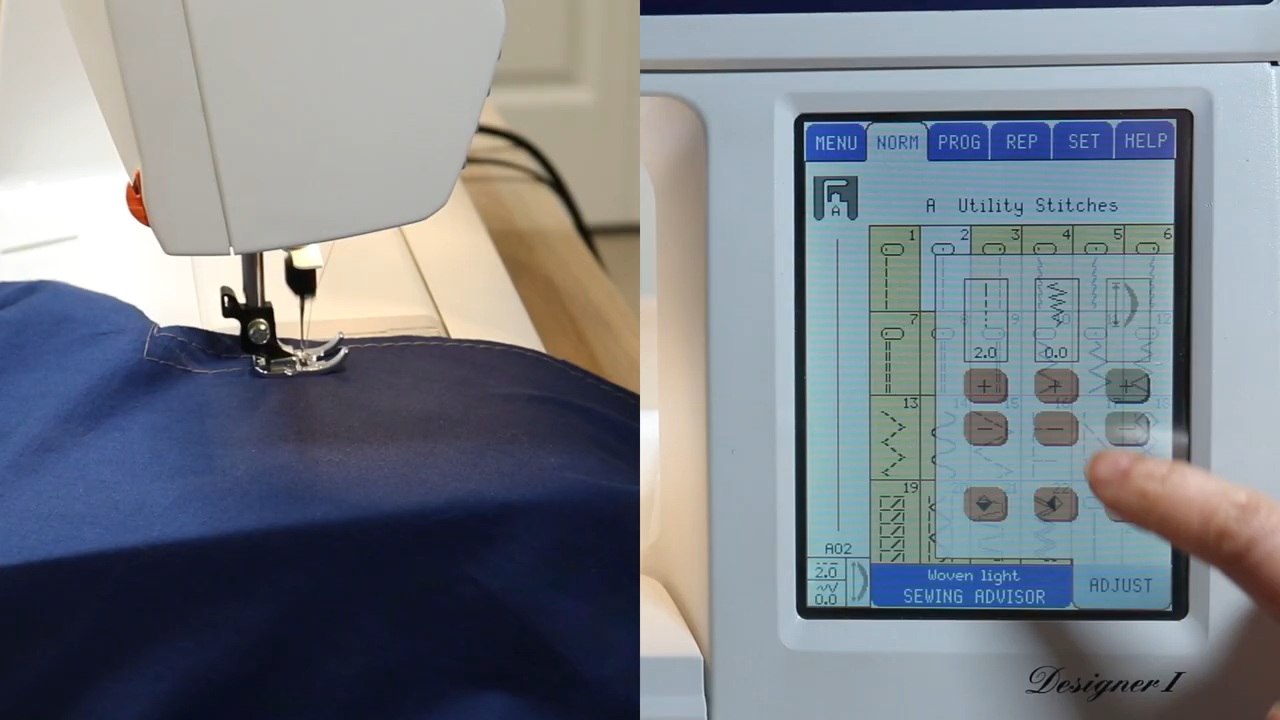 MENU NORM PROG REP SET HELP
A
A Utility Stitches
1 2 3 4 5 6
2.0 0.0
7
13
19
A02
2.0
0.0
Woven light
SEWING ADVISOR
ADJUST
Designer I